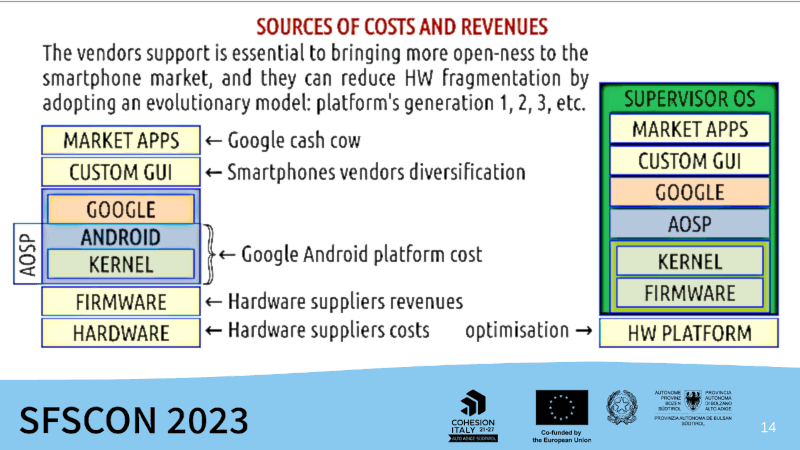 SOURCES OF COSTS AND REVENUES
The vendors support is essential to bringing more open-ness to the
smartphone market, and they can reduce HW fragmentation by
adopting an evolutionary model: platform's generation 1, 2, 3, etc.
MARKET APPS ← Google cash cow
CUSTOM GUI ← Smartphones vendors diversification
GOOGLE
ANDROID
KERNEL
AOSP
← Google Android platform cost
FIRMWARE ← Hardware suppliers revenues
HARDWARE ← Hardware suppliers costs
optimisation →
SUPERVISOR OS
MARKET APPS
CUSTOM GUI
GOOGLE
AOSP
KERNEL
FIRMWARE
HW PLATFORM
SFSCON 2023
COHESION
ITALY 21-27
ALTO ADIGE SÜDTIROL
Co-funded by
the European Union
AUTONOME
PROVINZ
BOZEN
SÜDTIROL
PROVINCIA
AUTONOMA
DI BOLZANO
ALTO ADIGE
PROVINZIA AUTONOMA DE BULSAN
SÜDTIROL
14